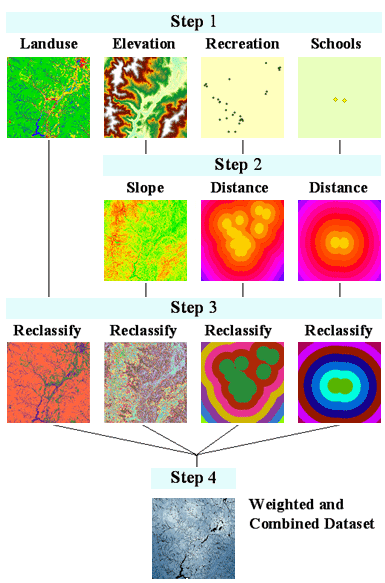 Step 1
Landuse Elevation Recreation Schools
Step 2
Slope Distance Distance
Step 3
Reclassify Reclassify Reclassify Reclassify
Step 4
Weighted and
Combined Dataset